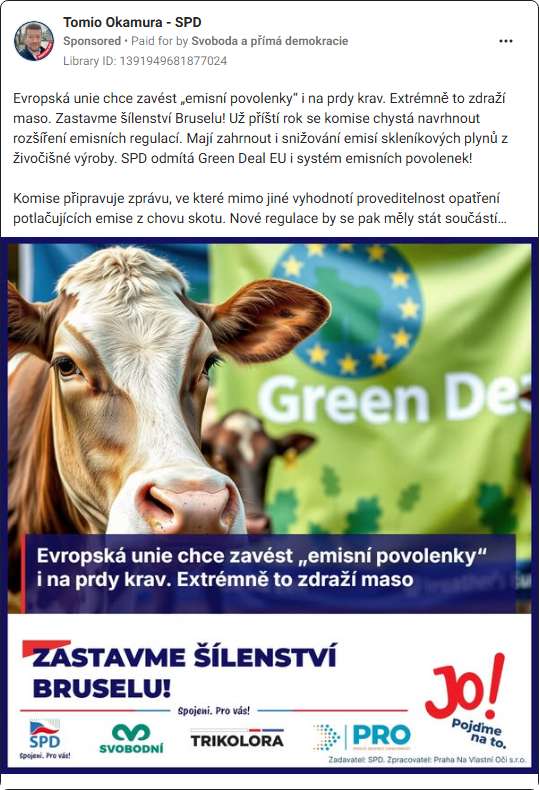 Tomio Okamura - SPD
Sponsored • Paid for by Svoboda a přímá demokracie
Library ID: 1391949681877024
Evropská unie chce zavést „emisní povolenky“ i na prdy krav. Extrémně to zdraží
maso. Zastavme šílenství Bruselu! Už příští rok se komise chystá navrhnout
rozšíření emisních regulací. Mají zahrnout i snižování emisí skleníkových plynů z
živočišné výroby. SPD odmítá Green Deal EU i systém emisních povolenek!
Komise připravuje zprávu, ve které mimo jiné vyhodnotí proveditelnost opatření
potlačujících emise z chovu skotu. Nové regulace by se pak měly stát součástí...
Green Dea
Evropská unie chce zavést „emisní povolenky“
i na prdy krav. Extrémně to zdraží maso
ZASTAVME ŠÍLENSTVÍ
BRUSELU!
Spojeni. Pro vás!
Jo!
Pojďme
na to.
SPD
Spojeni. Pro vás!
SVOBODNÍ
TRIKOLORA
PRO
Zadavatel: SPD. Zpracovatel: Praha Na Vlastní Oči s.r.o.